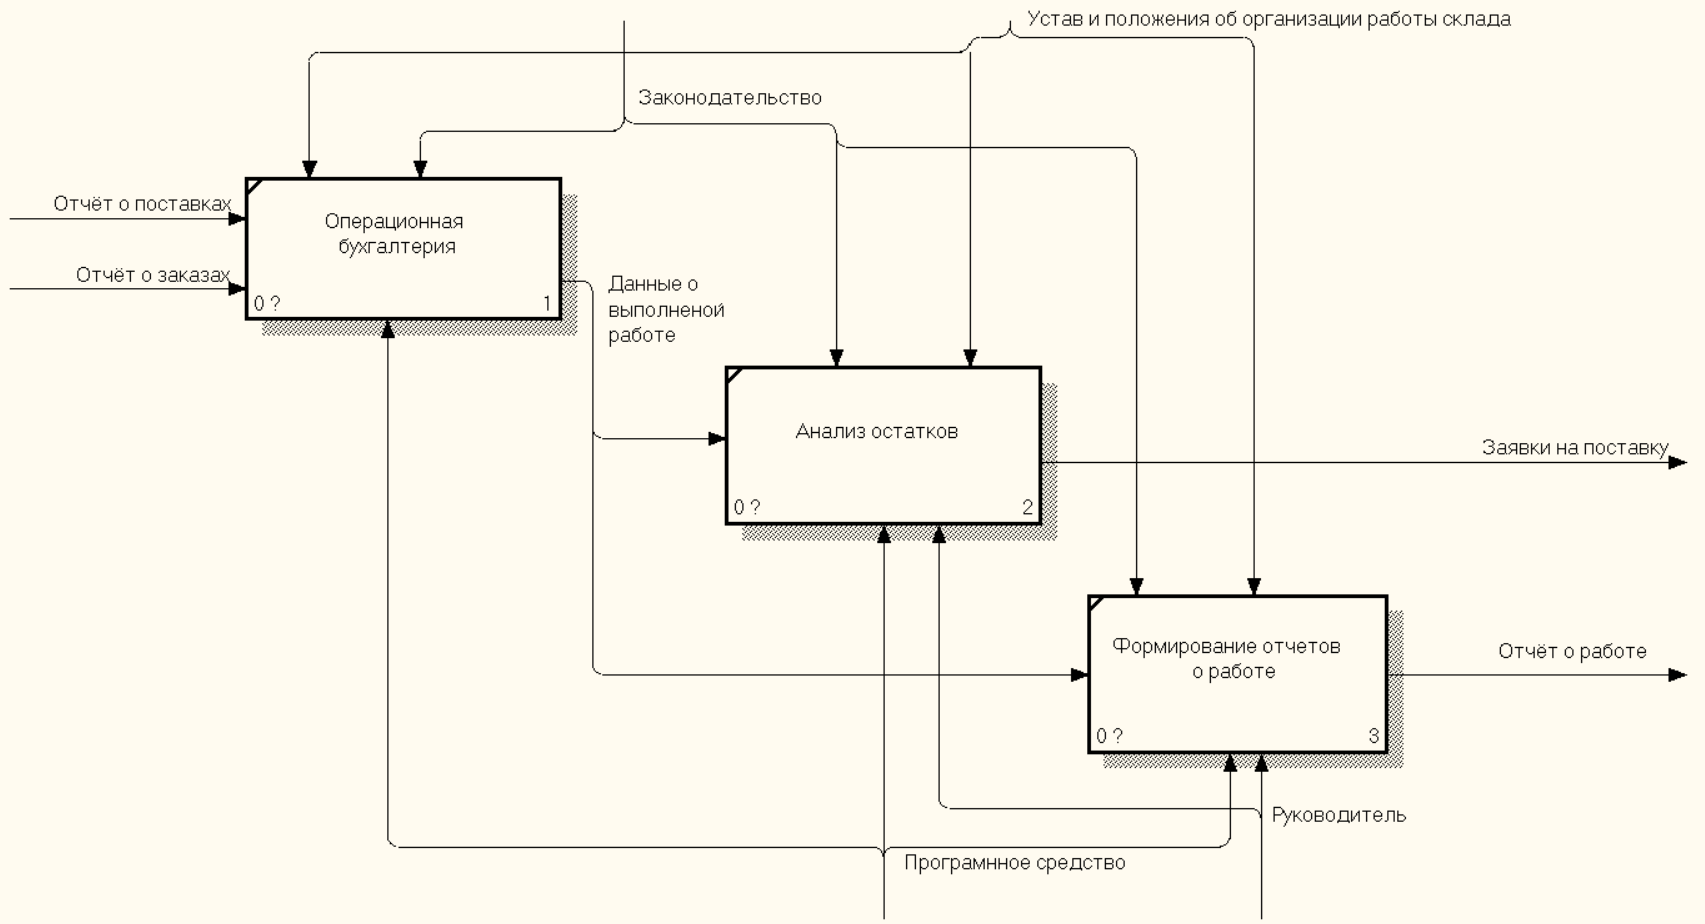 Устав и положения об организации работы склада
Законодательство
Отчёт о поставках
Отчёт о заказах
Операционная
бухгалтерия
0 ?
1
Данные о
выполненой
работе
Анализ остатков
0 ?
2
Заявки на поставку
Формирование отчетов
о работе
0 ?
3
Отчёт о работе
Руководитель
Програмнное средство